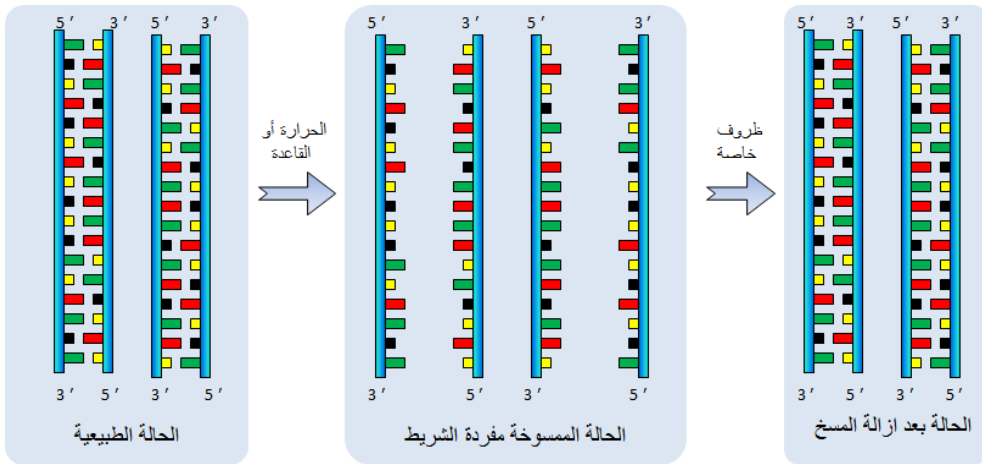 5′ 3′ 5′ 3′
5′ 3′ 5′ 3′
5′ 3′ 5′ 3′
الحرارة أو
القاعدة
ظروف
خاصة
3′ 5′ 3′ 5′
3′ 5′ 3′ 5′
3′ 5′ 3′ 5′
الحالة الطبيعية
الحالة الممسوخة مفردة الشريط
الحالة بعد ازالة المسخ